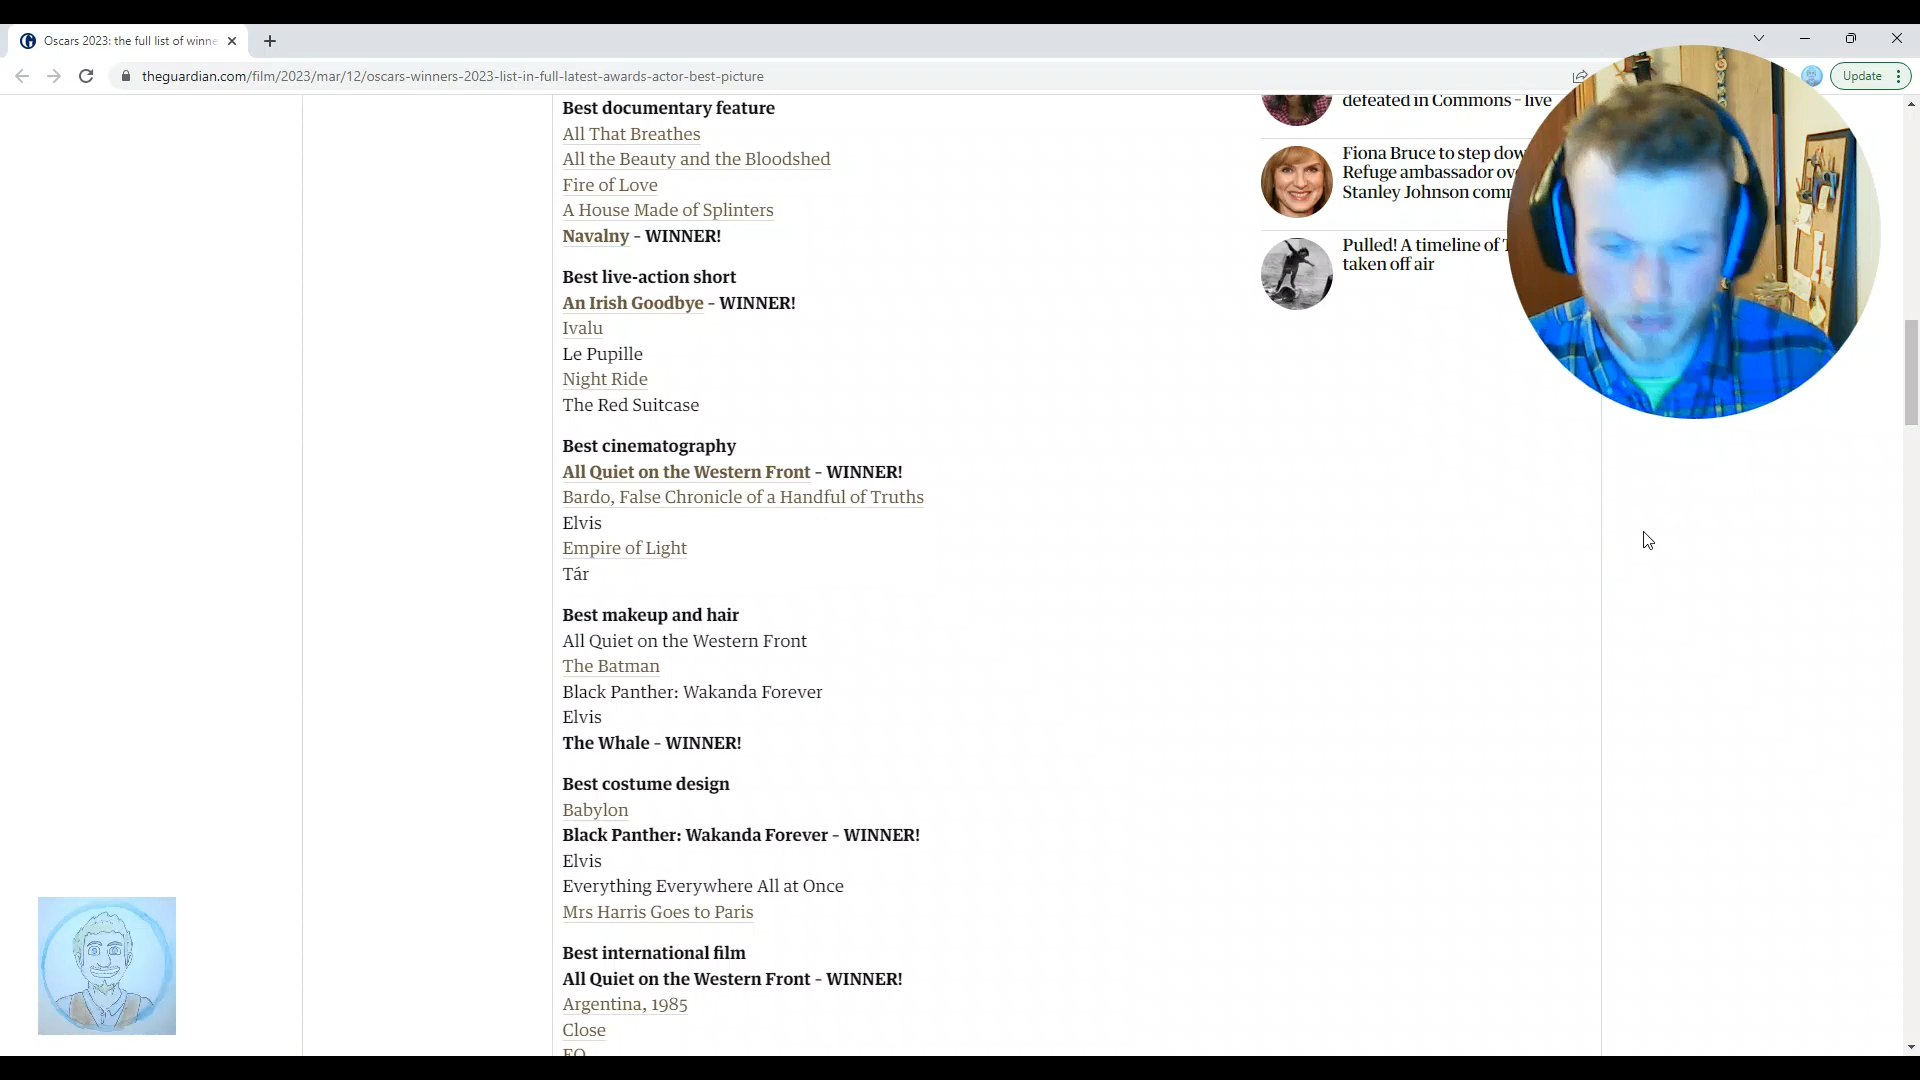 Oscars 2023: the full list of winne
theguardian.com/film/2023/mar/12/oscars-winners-2023-list-in-full-latest-awards-actor-best-picture
Update
Best documentary feature
All That Breathes
All the Beauty and the Bloodshed
Fire of Love
A House Made of Splinters
Navalny – WINNER!
Best live-action short
An Irish Goodbye – WINNER!
Ivalu
Le Pupille
Night Ride
The Red Suitcase
Best cinematography
All Quiet on the Western Front – WINNER!
Bardo, False Chronicle of a Handful of Truths
Elvis
Empire of Light
Tár
Best makeup and hair
All Quiet on the Western Front
The Batman
Black Panther: Wakanda Forever
Elvis
The Whale – WINNER!
Best costume design
Babylon
Black Panther: Wakanda Forever – WINNER!
Elvis
Everything Everywhere All at Once
Mrs Harris Goes to Paris
Best international film
All Quiet on the Western Front – WINNER!
Argentina, 1985
Close
EO
defeated in Commons – live
Fiona Bruce to step dow
Refuge ambassador ov
Stanley Johnson com
Pulled! A timeline of T
taken off air